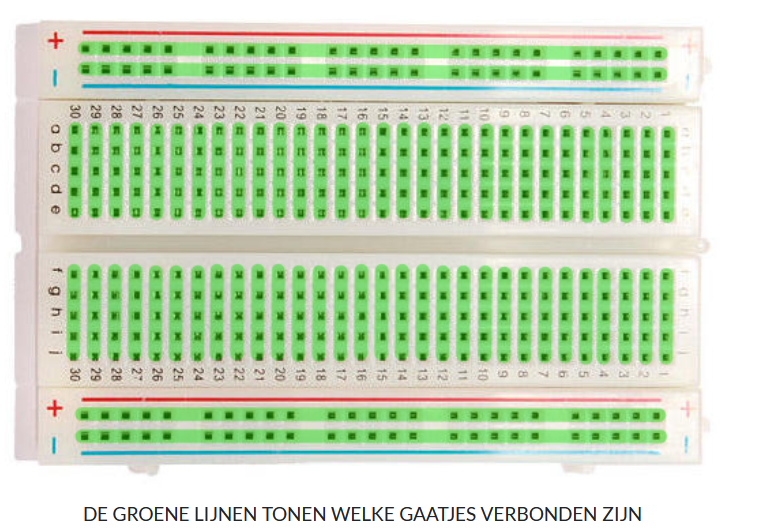 + +
- -
30 29 28 27 26 25 24 23 22 21 20 19 18 17 16 15 14 13 12 11 10 9 8 7 6 5 4 3 2 1
a
b
c
d
e
f
g
h
i
j
30 29 28 27 26 25 24 23 22 21 20 19 18 17 16 15 14 13 12 11 10 9 8 7 6 5 4 3 2 1
+ +
- -
DE GROENE LIJNEN TONEN WELKE GAATJES VERBONDEN ZIJN